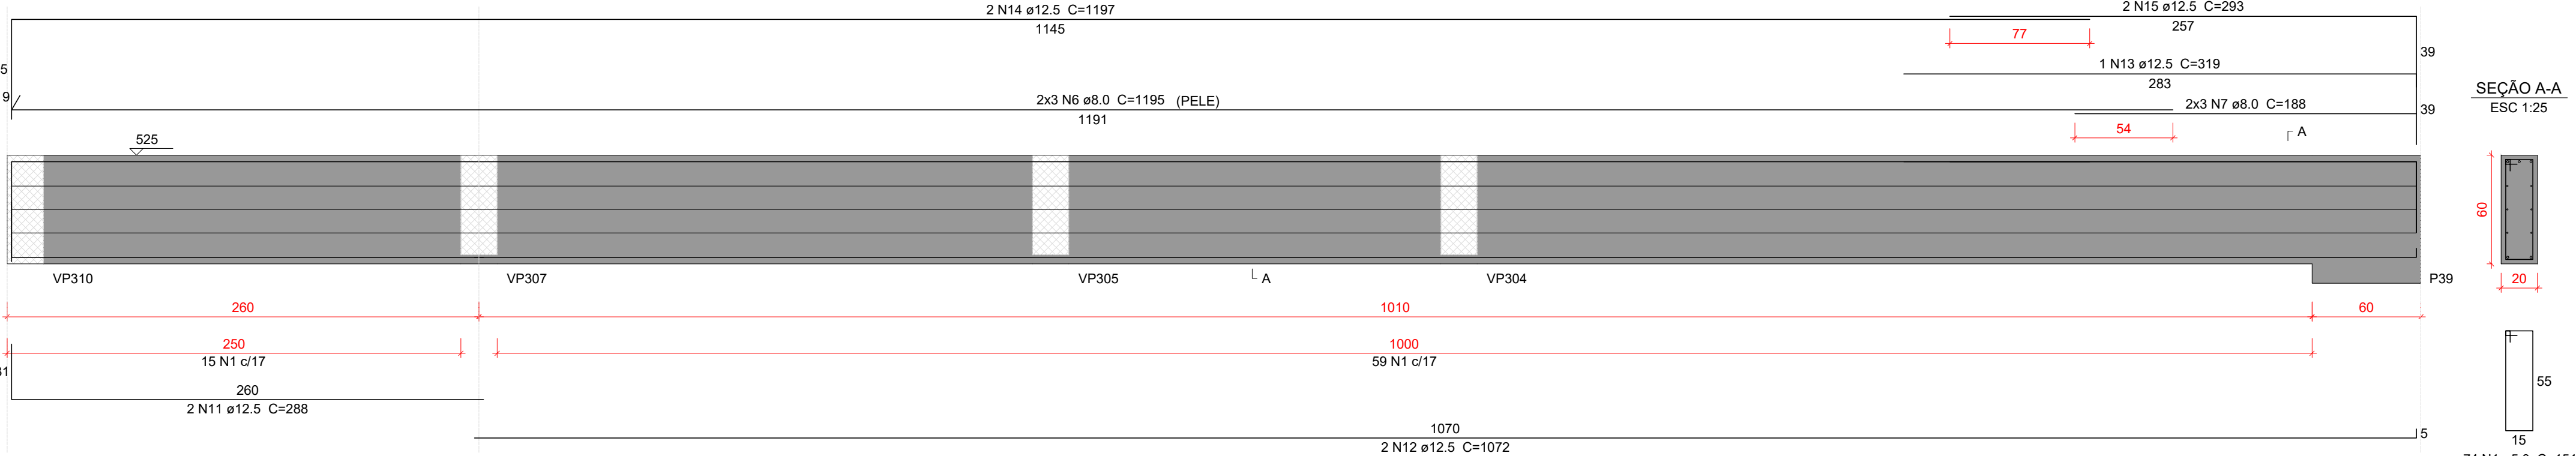 2 N14 ø12.5 C=1197
1145
2 N15 ø12.5 C=293
257
77
39
5
1 N13 ø12.5 C=319
283
9
2x3 N6 ø8.0 C=1195 (PELE)
1191
2x3 N7 ø8.0 C=188
39
54
A
525
SEÇÃO A-A
ESC 1:25
60
20
VP310
VP307
VP305
A
VP304
P39
260
1010
60
250
15 N1 c/17
1000
59 N1 c/17
260
2 N11 ø12.5 C=288
1070
2 N12 ø12.5 C=1072
5
55
15